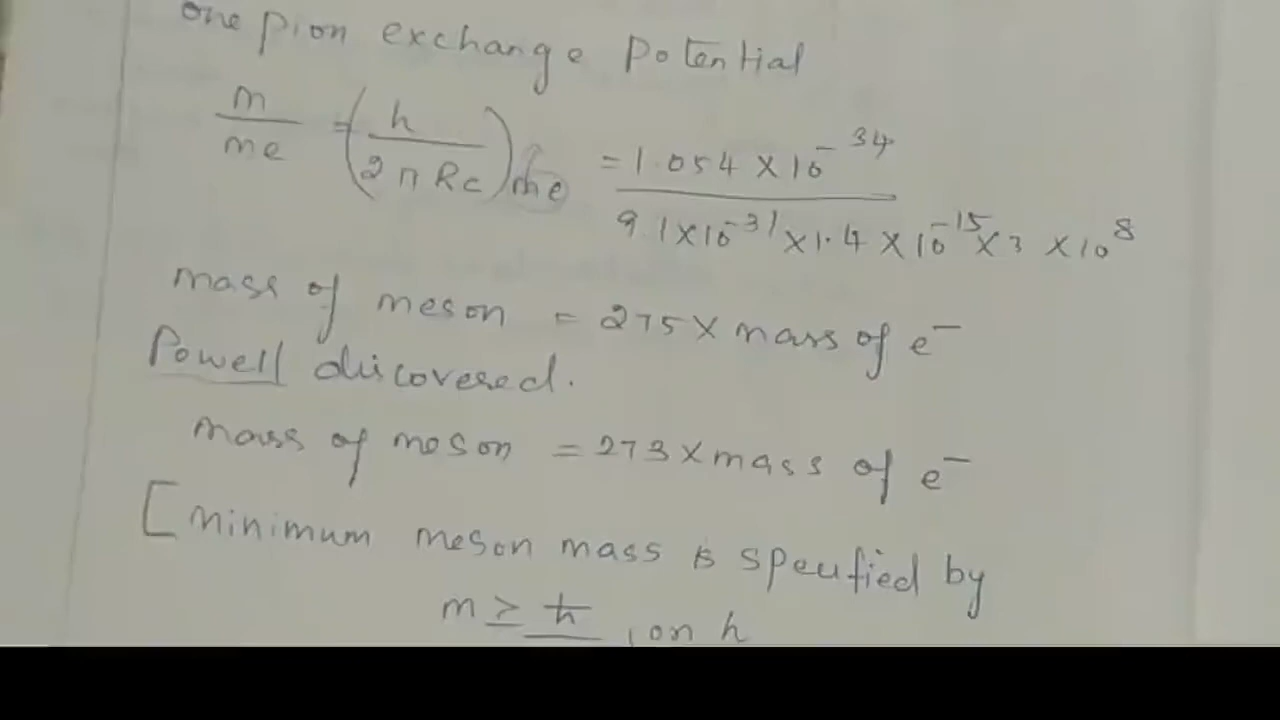 one pion exchange Potential
m/me = (h/2πRc)me = 1.054 × 10^-34 / 9.1×10^-31 ×1.4 × 10^-15 × 3 × 10^8
mass of meson = 275 × mass of e⁻
Powell discovered.
mass of meson = 273 × mass of e⁻
[minimum meson mass is specified by
m ≥ ħ , on h